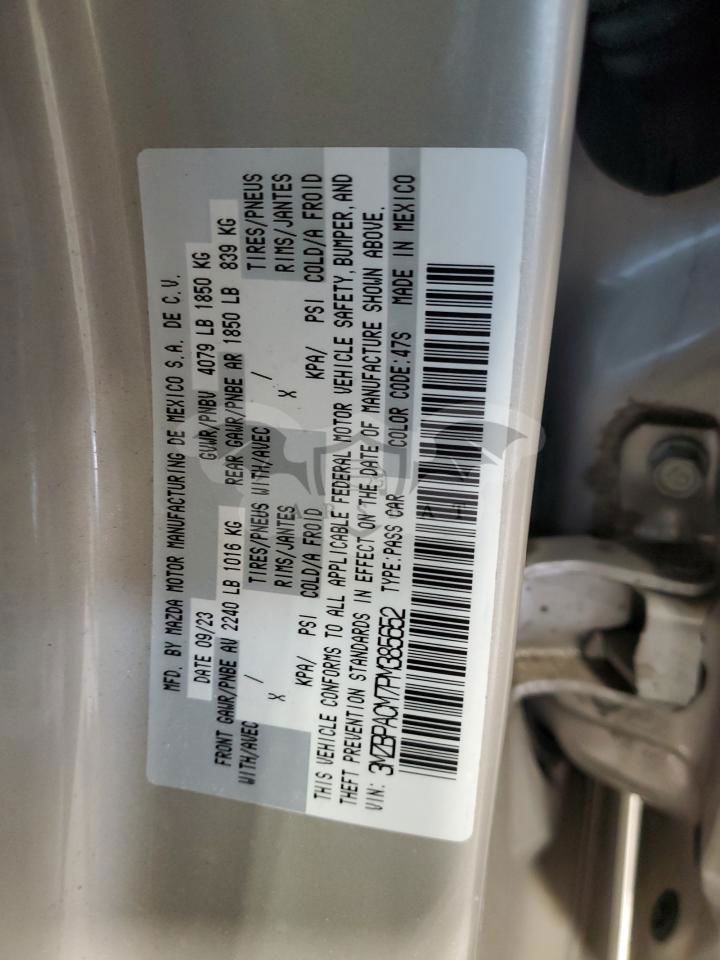 MFD. BY MAZDA MOTOR MANUFACTURING DE MEXICO S.A. DE C.V.
DATE 09/23 GVWR/PNBV 4079 LB 1850 KG
FRONT GAWR/PNBE AV 2240 LB 1016 KG REAR GAWR/PNBE AR 1850 LB 839 KG
WITH/AVEC / TIRES/PNEUS WITH/AVEC / TIRES/PNEUS
X RIMS/JANTES X RIMS/JANTES
KPA/ PSI COLD/A FROID KPA/ PSI COLD/A FROID
THIS VEHICLE CONFORMS TO ALL APPLICABLE FEDERAL MOTOR VEHICLE SAFETY, BUMPER, AND
THEFT PREVENTION STANDARDS IN EFFECT ON THE DATE OF MANUFACTURE SHOWN ABOVE.
VIN: 3MZBPACM7PM385652 TYPE:PASS CAR COLOR CODE:47S MADE IN MEXICO